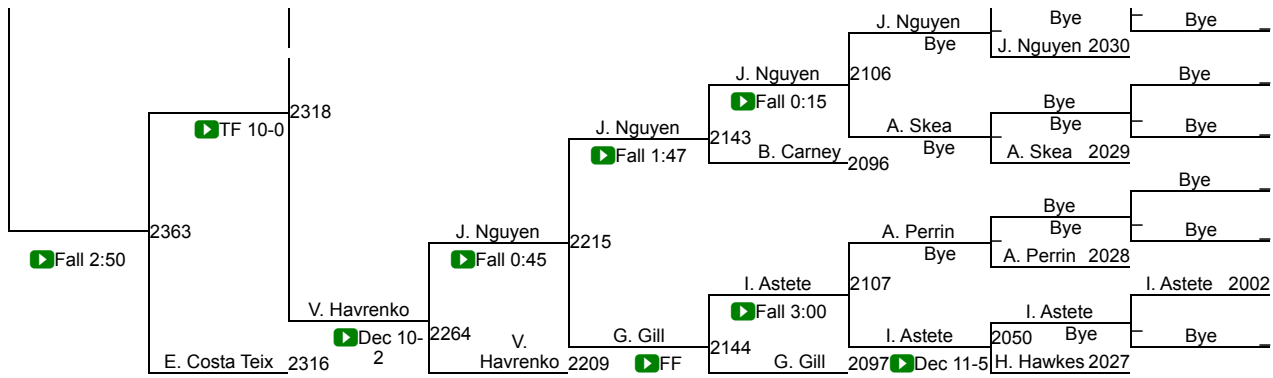 J. Nguyen
Bye
Bye
Bye
J. Nguyen 2030
J. Nguyen
2106
Bye
Fall 0:15
Bye
TF 10-0
2318
J. Nguyen
A. Skea
Bye
Bye
Fall 1:47
2143
B. Carney
2096
Bye
A. Skea 2029
Bye
2363
J. Nguyen
2215
A. Perrin
Bye
Bye
Bye
Fall 2:50
Fall 0:45
Bye
A. Perrin 2028
I. Astete
2107
I. Astete 2002
V. Havrenko
Fall 3:00
I. Astete
Dec 10-
2
2264
V.
Havrenko
2209
G. Gill
2144
I. Astete
2050
Bye
Bye
E. Costa Teix 2316
FF
G. Gill
2097
Dec 11-5
H. Hawkes 2027